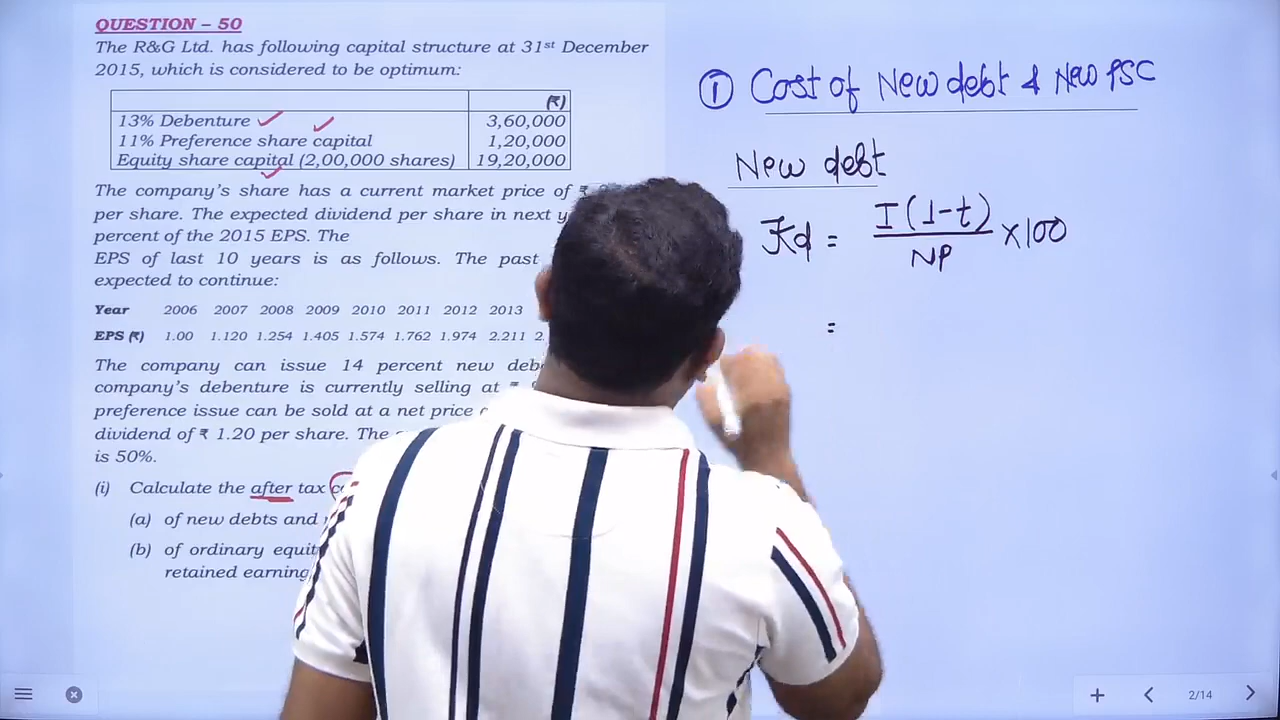 QUESTION – 50
The R&G Ltd. has following capital structure at 31st December
2015, which is considered to be optimum:
(₹)
13% Debenture 3,60,000
11% Preference share capital 1,20,000
Equity share capital (2,00,000 shares) 19,20,000
The company's share has a current market price of ₹
per share. The expected dividend per share in next
percent of the 2015 EPS. The
EPS of last 10 years is as follows. The past
expected to continue:
Year 2006 2007 2008 2009 2010 2011 2012 2013
EPS (₹) 1.00 1.120 1.254 1.405 1.574 1.762 1.974 2.211 2.
The company can issue 14 percent new
company's debenture is currently selling at ₹
preference issue can be sold at a net price
dividend of ₹ 1.20 per share. The
is 50%.
(i) Calculate the after tax
(a) of new debts and
(b) of ordinary
retained
① Cost of New debt & New PSC
New debt
Kd = I(1-t)
NP
×100
=
2/14